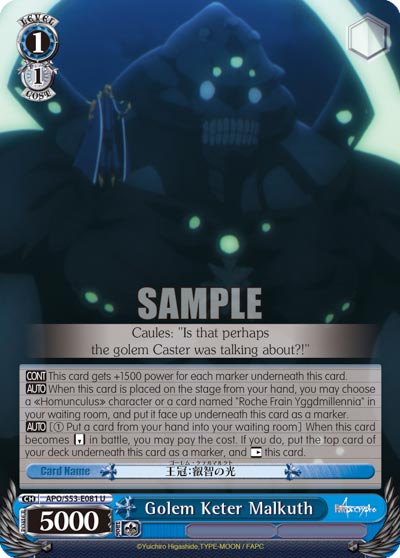 LEVEL
1
1
COST
SAMPLE
Caules: "Is that perhaps
the golem Caster was talking about?!"
CONT This card gets +1500 power for each marker underneath this card.
AUTO When this card is placed on the stage from your hand, you may choose
a «Homunculus» character or a card named "Roche Frain Yggdmillennia" in
your waiting room, and put it face up underneath this card as a marker.
AUTO [① Put a card from your hand into your waiting room] When this card
becomes in battle, you may pay the cost. If you do, put the top card of
your deck underneath this card as a marker, and this card.
Card Name
王冠:叡智の光
CH APO/S53-E081 U
Golem Keter Malkuth
5000
©Yuichiro Higashide,TYPE-MOON / FAPC